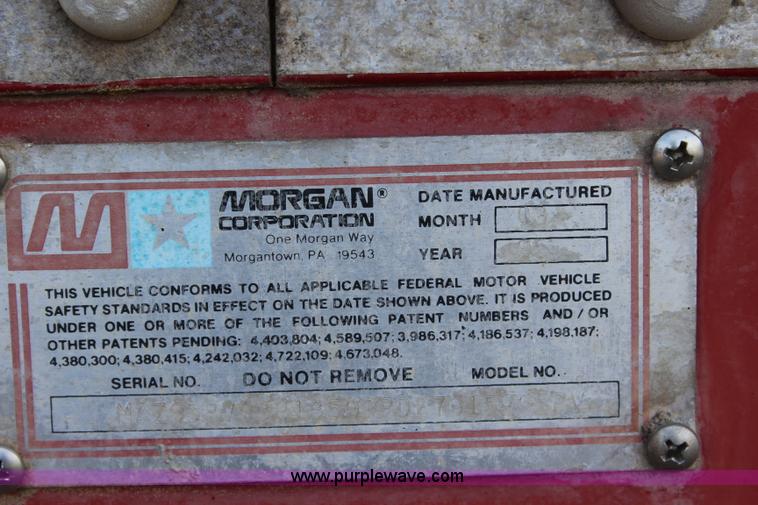 M
MORGAN®
CORPORATION
One Morgan Way
Morgantown, PA 19543
DATE MANUFACTURED
MONTH
YEAR
THIS VEHICLE CONFORMS TO ALL APPLICABLE FEDERAL MOTOR VEHICLE
SAFETY STANDARDS IN EFFECT ON THE DATE SHOWN ABOVE. IT IS PRODUCED
UNDER ONE OR MORE OF THE FOLLOWING PATENT NUMBERS AND / OR
OTHER PATENTS PENDING: 4,403,804; 4,589,507; 3,986,317; 4,186,537; 4,198,187;
4,380,300; 4,380,415; 4,242,032; 4,722,109; 4,673,048.
SERIAL NO. DO NOT REMOVE MODEL NO.
www.purplewave.com